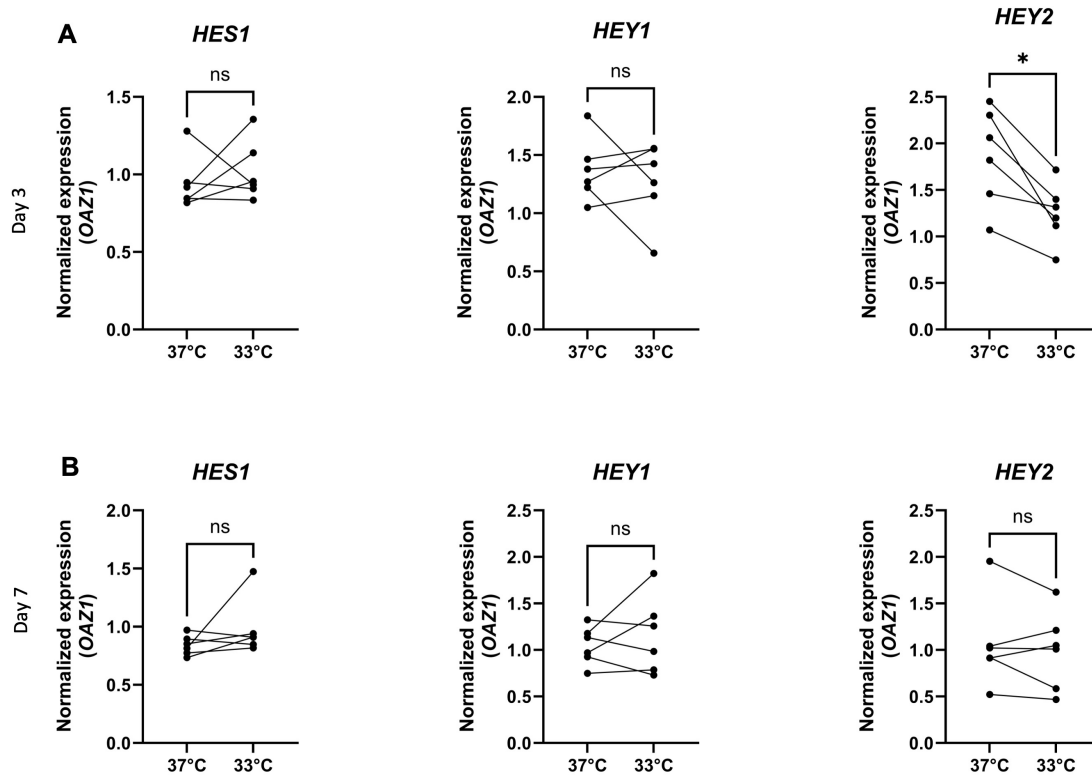 A
HES1
HEY1
HEY2
ns
ns
*
Day 3
Normalized expression
(OAZ1)
1.5
1.0
0.5
0.0
37°C
33°C
Normalized expression
(OAZ1)
2.0
1.5
1.0
0.5
0.0
37°C
33°C
Normalized expression
(OAZ1)
2.5
2.0
1.5
1.0
0.5
0.0
37°C
33°C
B
HES1
HEY1
HEY2
ns
ns
ns
Day 7
Normalized expression
(OAZ1)
2.0
1.5
1.0
0.5
0.0
37°C
33°C
Normalized expression
(OAZ1)
2.5
2.0
1.5
1.0
0.5
0.0
37°C
33°C
Normalized expression
(OAZ1)
2.5
2.0
1.5
1.0
0.5
0.0
37°C
33°C